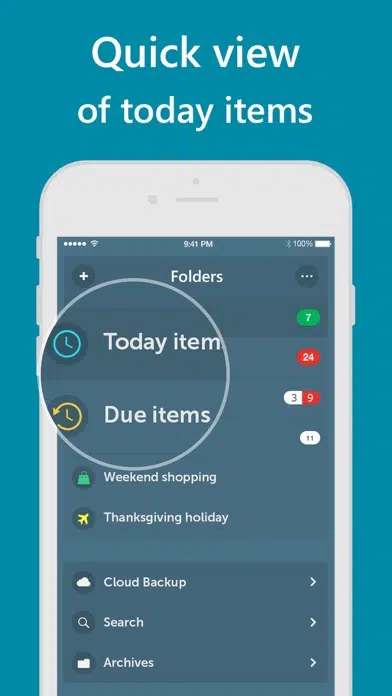 Quick view
of today items
9:41 PM
100%
+
Folders
...
7
Today item
24
Due items
3 9
11
Weekend shopping
Thanksgiving holiday
Cloud Backup
Search
Archives